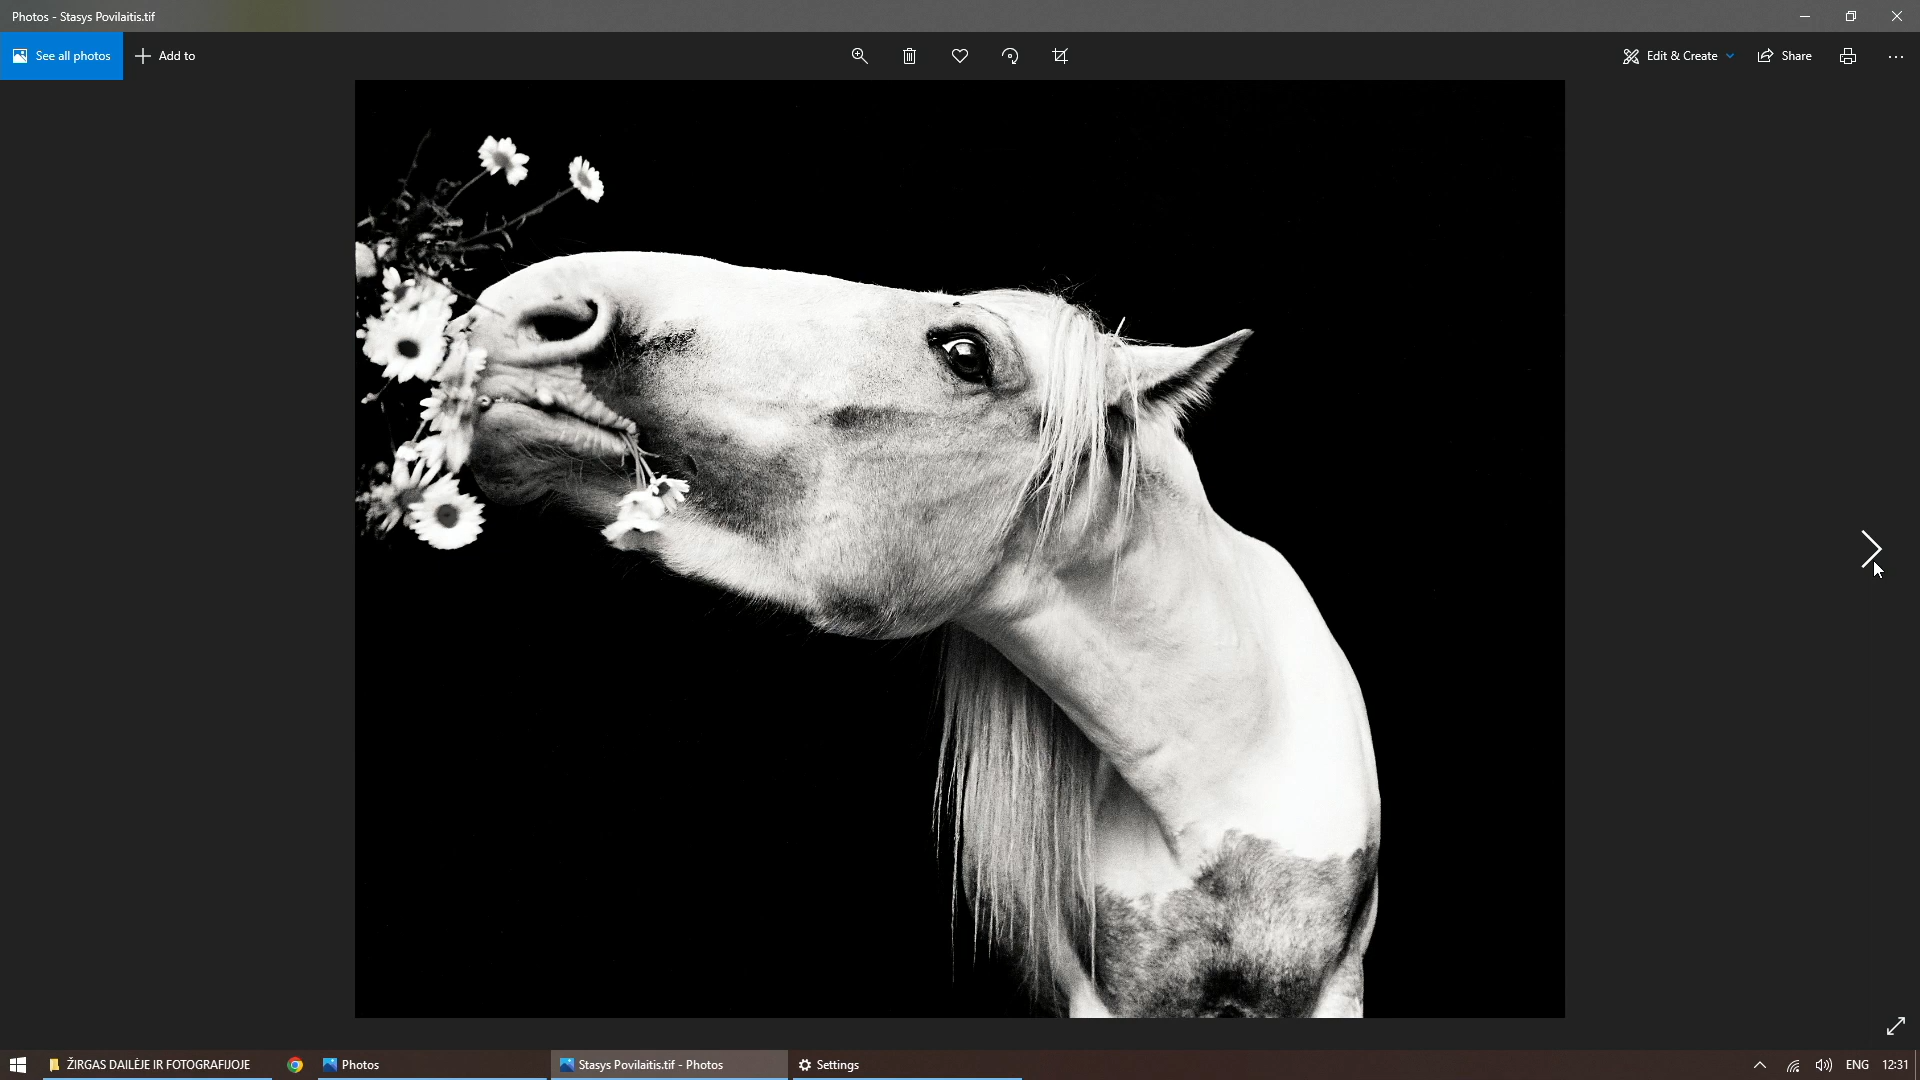 Photos - Stasys Povilaitis.tif
See all photos
Add to
Edit & Create
Share
ŽIRGAS DAILĖJE IR FOTOGRAFIJOJE
Photos
Stasys Povilaitis.tif - Photos
Settings
ENG
12:31